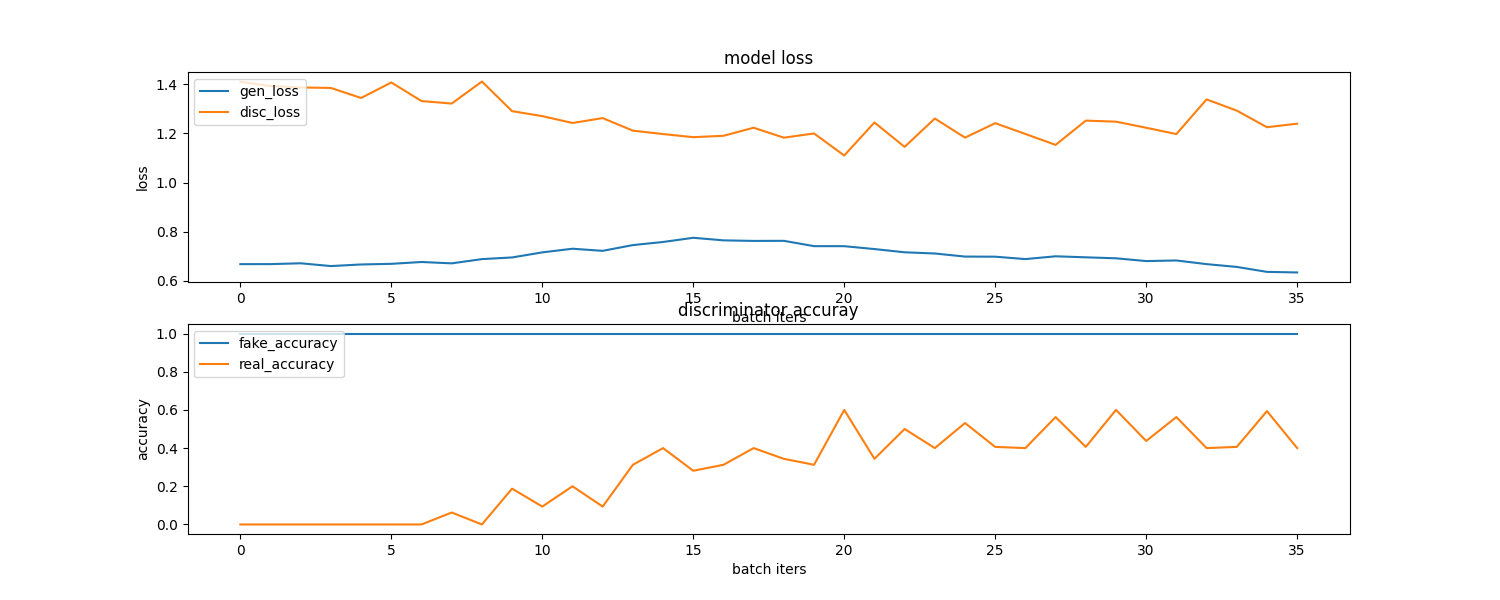 model loss
gen_loss
disc_loss
1.4
1.2
1.0
0.8
0.6
loss
0 5 10 15 20 25 30 35
batch iters
discriminator accuray
fake_accuracy
real_accuracy
1.0
0.8
0.6
0.4
0.2
0.0
accuracy
0 5 10 15 20 25 30 35
batch iters